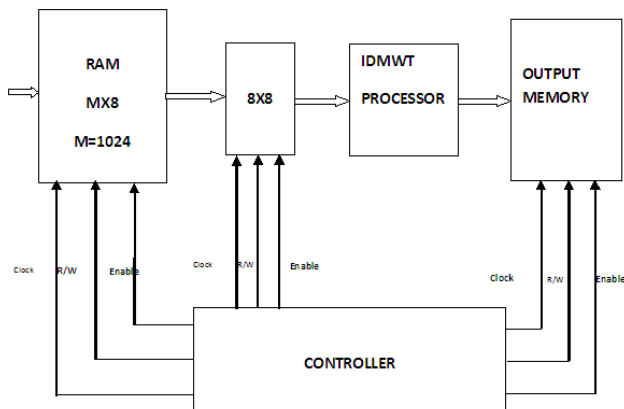 RAM
MX8
M=1024
8X8
IDMWT
PROCESSOR
OUTPUT
MEMORY
Clock R/W Enable
Clock R/W Enable
Clock R/W Enable
CONTROLLER